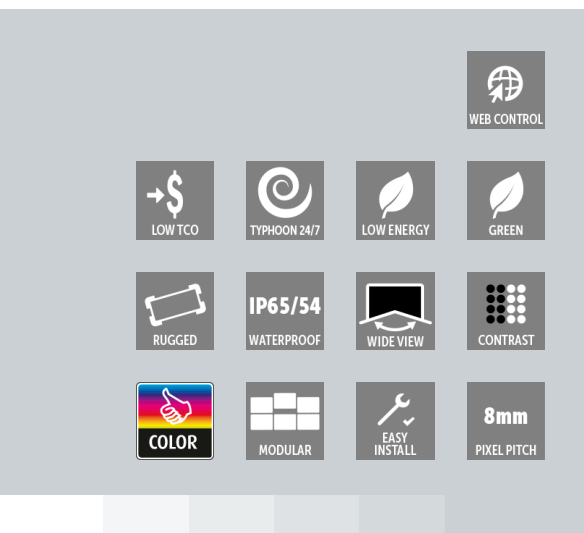 WEB CONTROL
$
LOW TCO
TYPHOON 24/7
LOW ENERGY
GREEN
RUGGED
IP65/54
WATERPROOF
WIDE VIEW
CONTRAST
COLOR
MODULAR
EASY
INSTALL
8mm
PIXEL PITCH